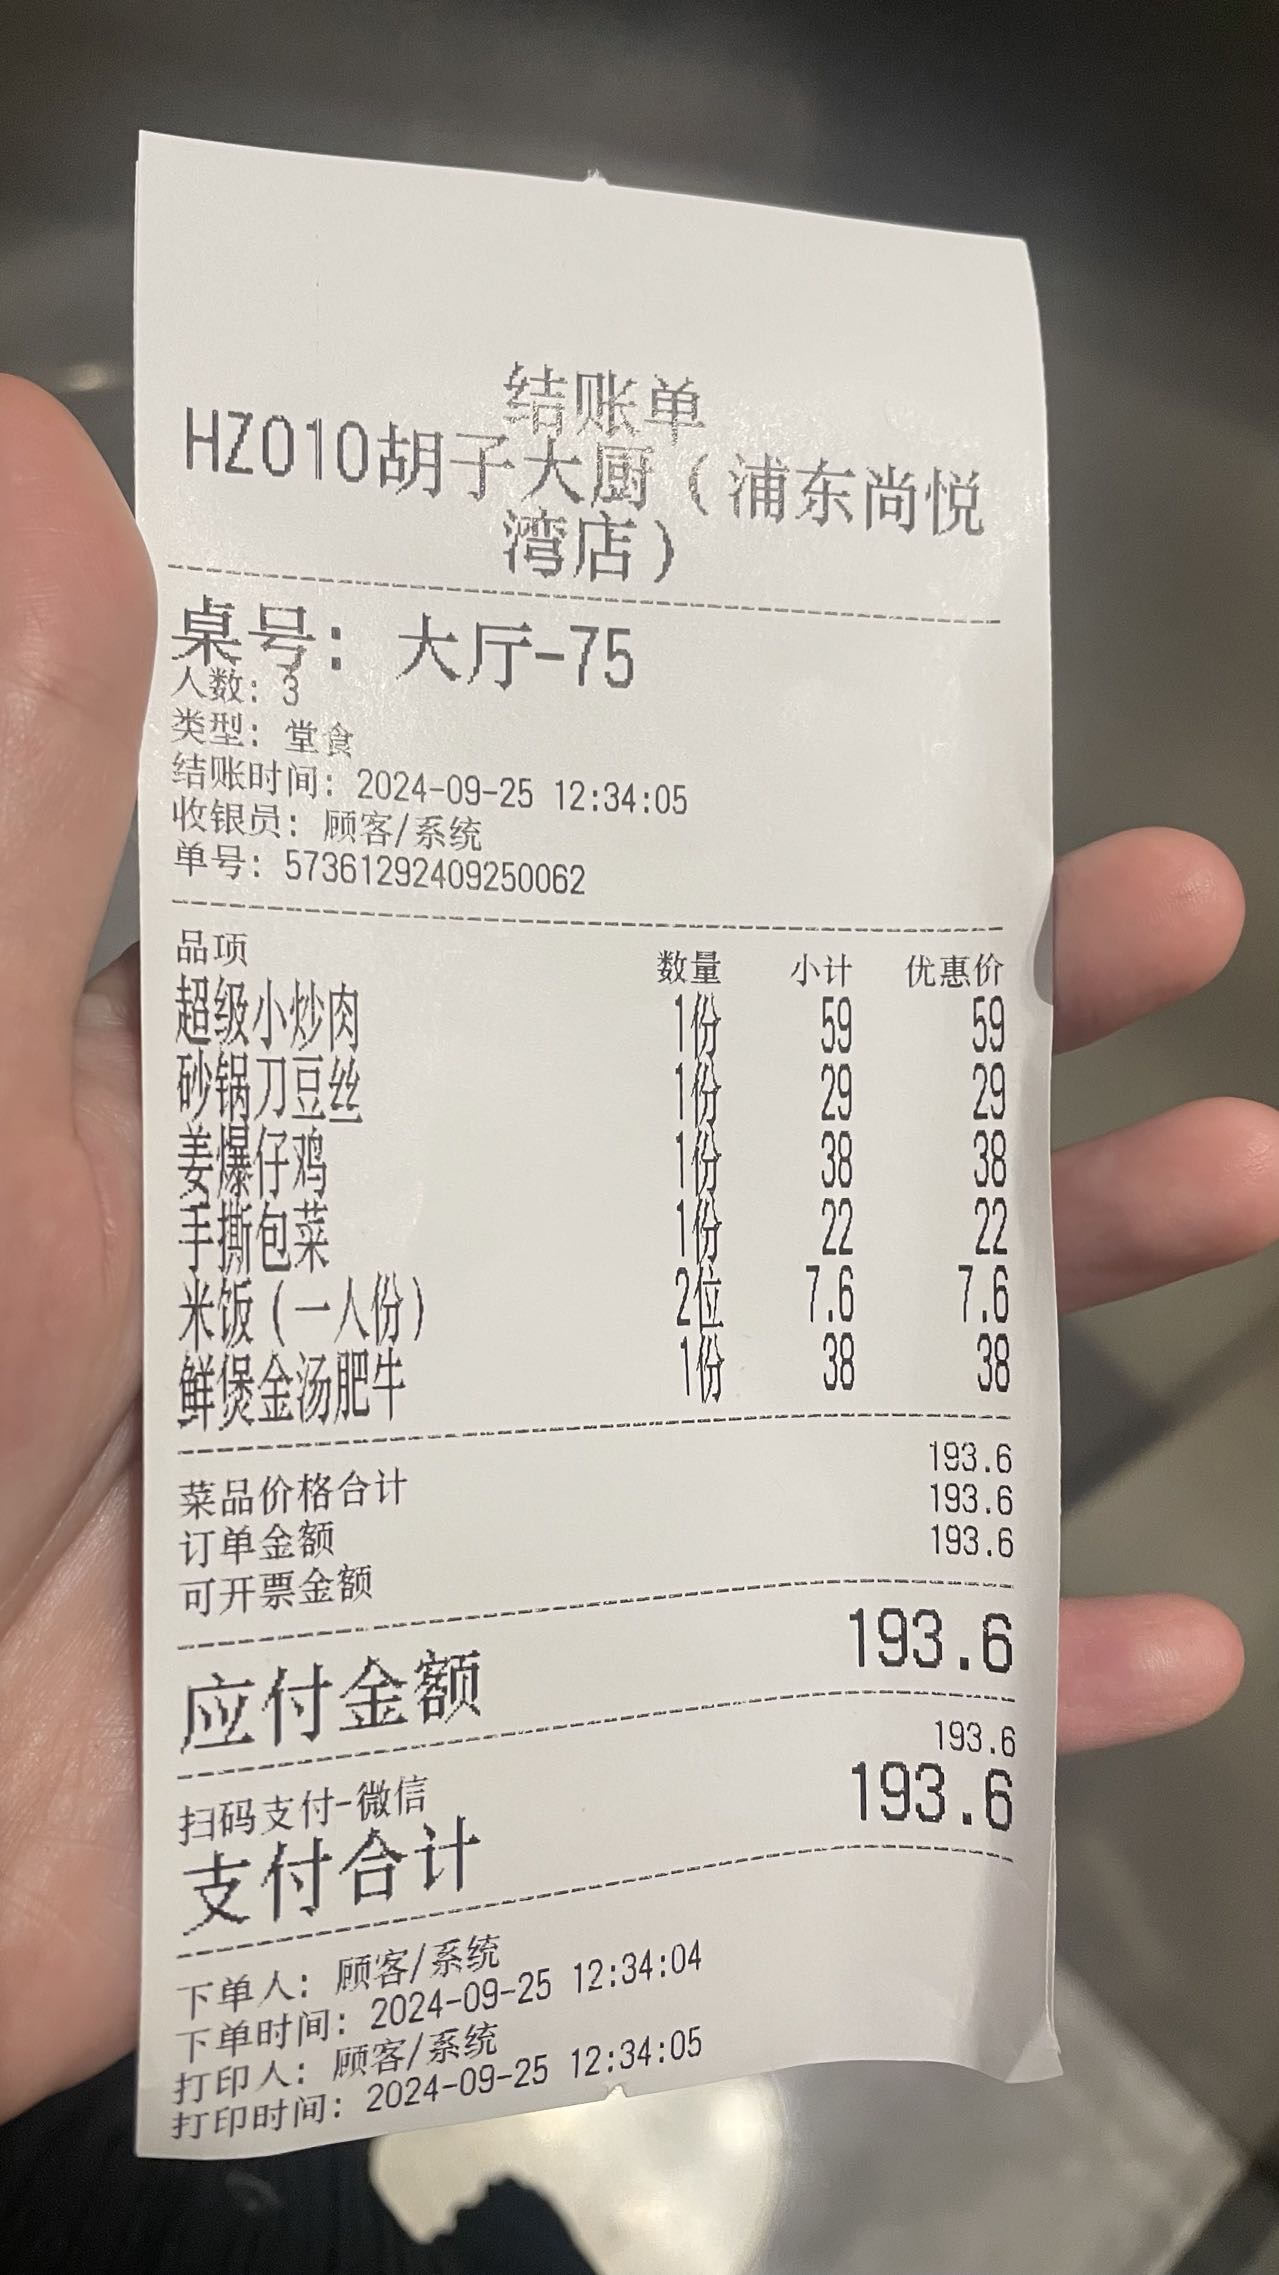 结账单
HZ010胡子大厨（浦东尚悦
湾店）
桌号：大厅-75
人数：3
类型：堂食
结账时间：2024-09-25 12:34:05
收银员：顾客/系统
单号：57361292409250062
品项 数量 小计 优惠价
超级小炒肉 1份 59 59
砂锅刀豆丝 1份 29 29
姜爆仔鸡 1份 38 38
手撕包菜 1份 22 22
米饭（一人份） 2位 7.6 7.6
鲜煲金汤肥牛 1份 38 38
菜品价格合计 193.6
订单金额 193.6
可开票金额 193.6
应付金额 193.6
扫码支付-微信 193.6
支付合计 193.6
下单人：顾客/系统
下单时间：2024-09-25 12:34:04
打印人：顾客/系统
打印时间：2024-09-25 12:34:05